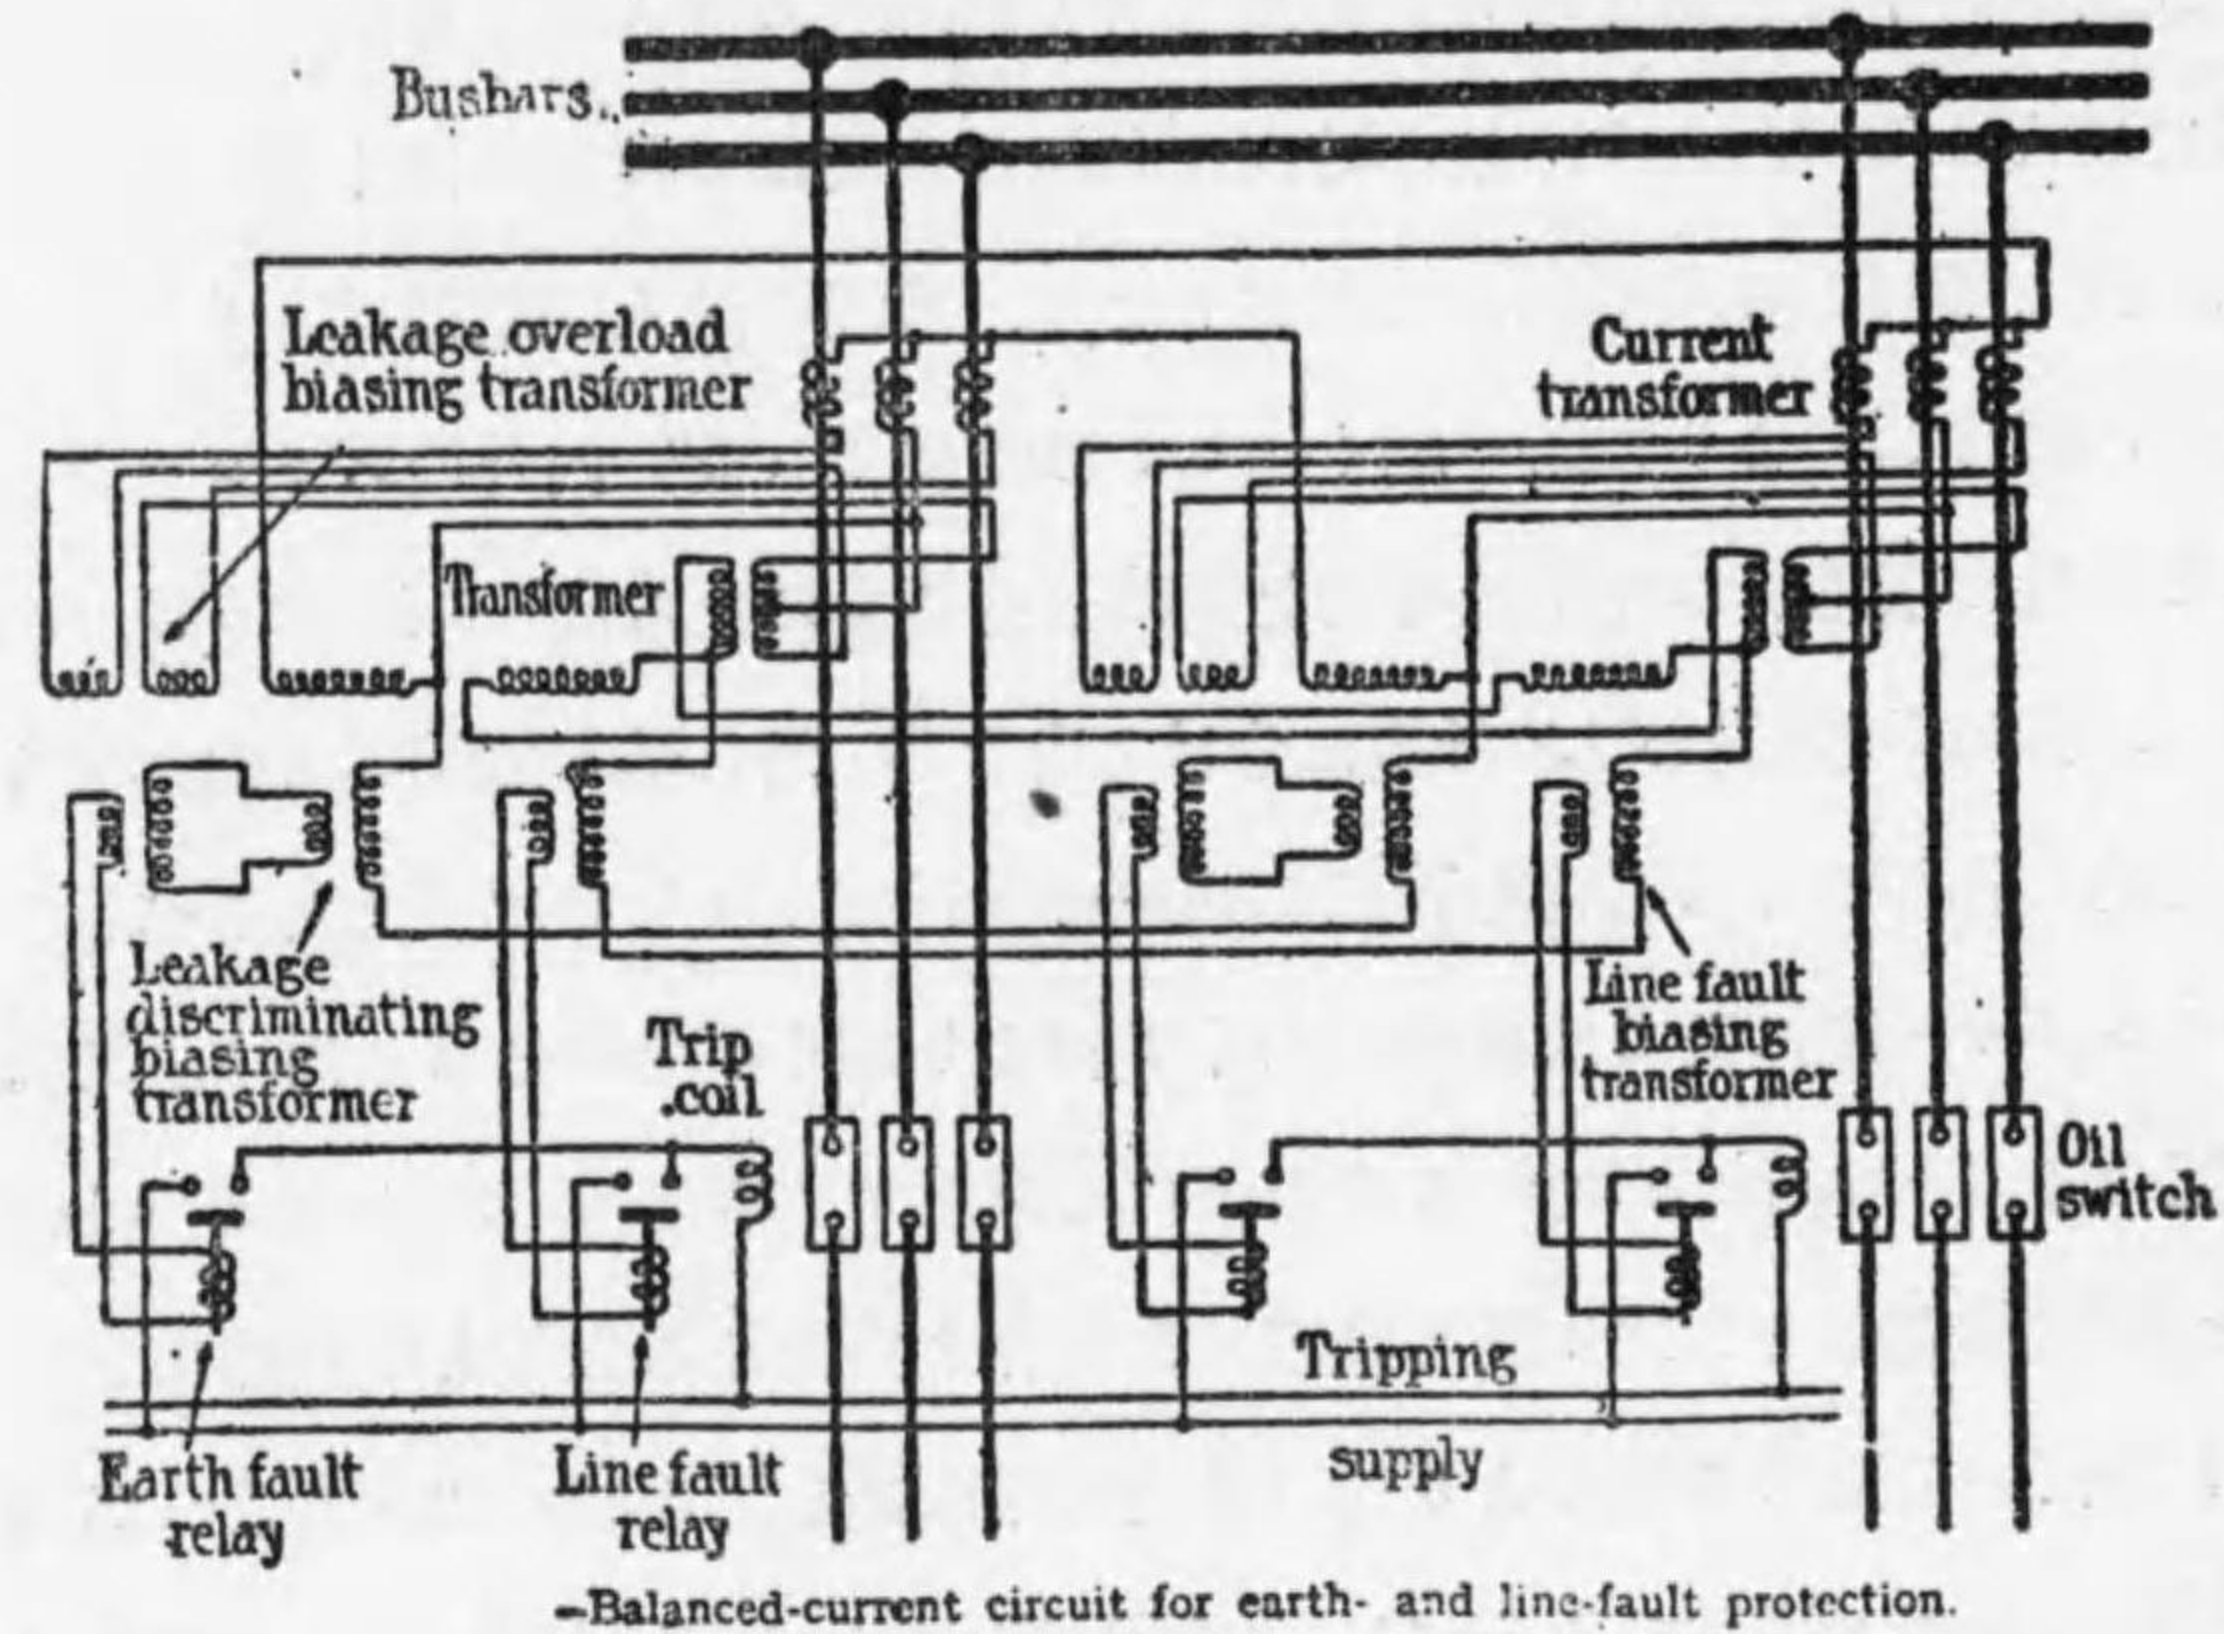 Busbars..
Leakage overload
biasing transformer
Current
transformer
Transformer
Leakage
discriminating
biasing
transformer
Trip
coil
Line fault
biasing
transformer
Oil
switch
Tripping
supply
Earth fault
relay
Line fault
relay
—Balanced-current circuit for earth- and line-fault protection.